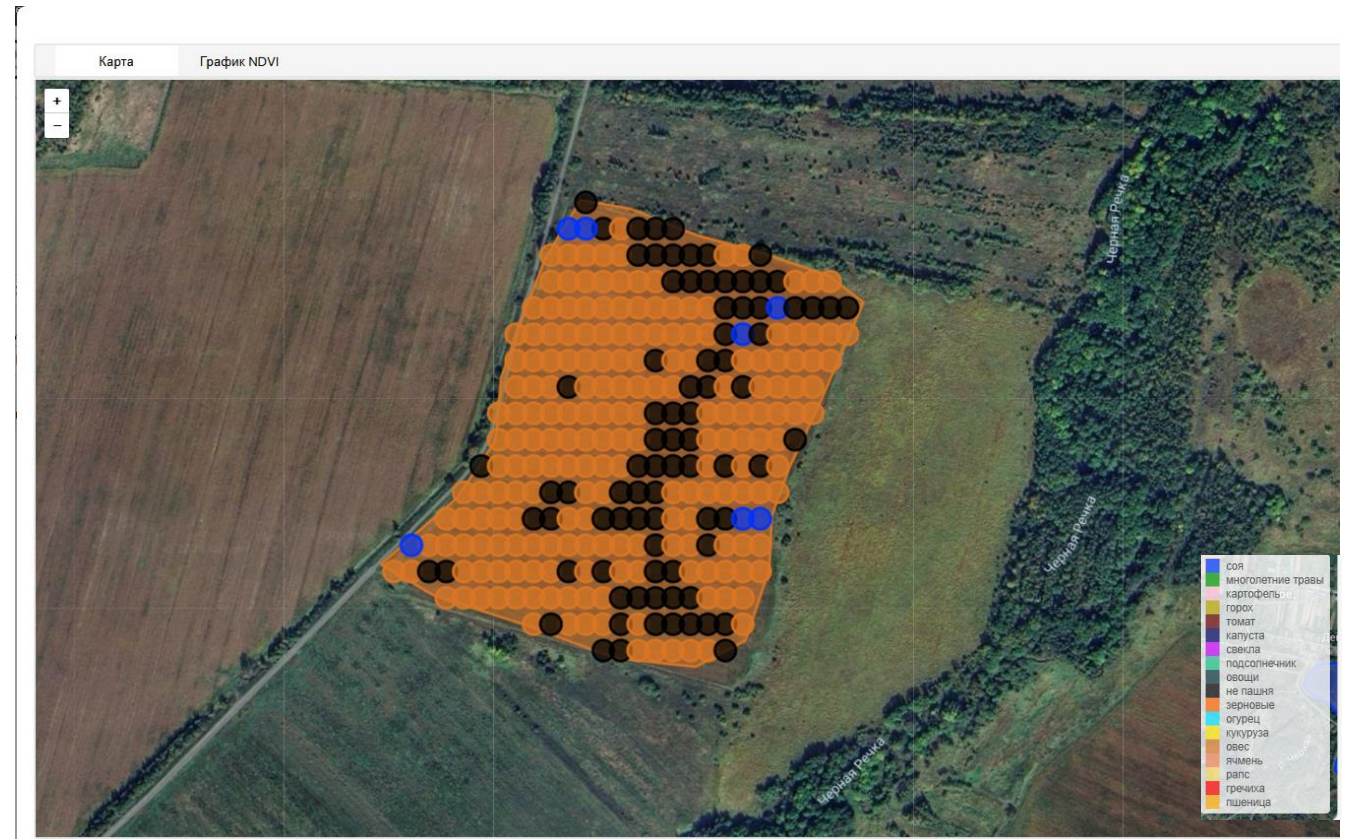 Карта
График NDVI
+
−
Черная Речка
Черная Речка
Черная Речка
соя
многолетние травы
картофель
горох
томат
капуста
свекла
подсолнечник
овощи
не пашня
зерновые
огурец
кукуруза
овес
ячмень
рапс
гречиха
пшеница